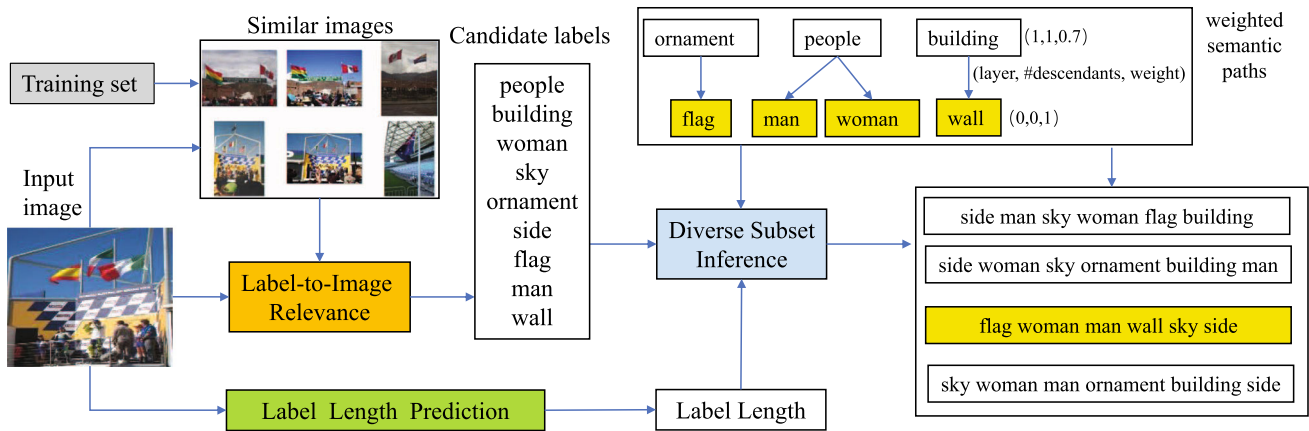 Training set
Similar images
Input
image
Label-to-Image
Relevance
Label Length Prediction
Candidate labels
people
building
woman
sky
ornament
side
flag
man
wall
Label Length
Diverse Subset
Inference
ornament
people
building
(1,1,0.7)
(layer, #descendants, weight)
flag
man
woman
wall
(0,0,1)
weighted
semantic
paths
side man sky woman flag building
side woman sky ornament building man
flag woman man wall sky side
sky woman man ornament building side